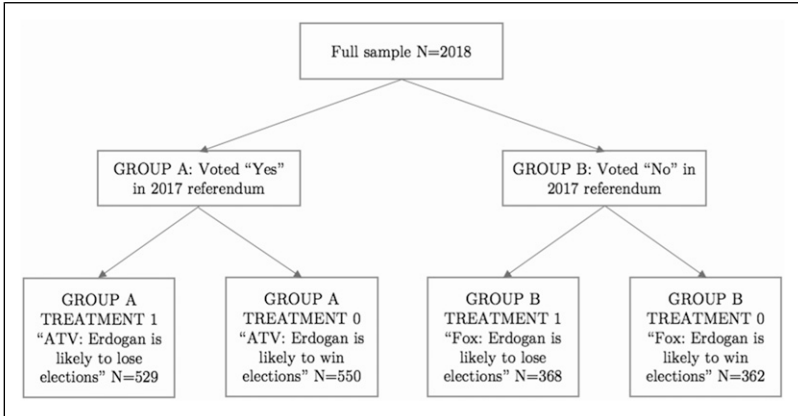 Full sample N=2018
GROUP A: Voted “Yes”
in 2017 referendum
GROUP B: Voted “No” in
2017 referendum
GROUP A
TREATMENT 1
“ATV: Erdogan is
likely to lose
elections” N=529
GROUP A
TREATMENT 0
“ATV: Erdogan is
likely to win
elections” N=550
GROUP B
TREATMENT 1
“Fox: Erdogan is
likely to lose
elections” N=368
GROUP B
TREATMENT 0
“Fox: Erdogan is
likely to win
elections” N=362